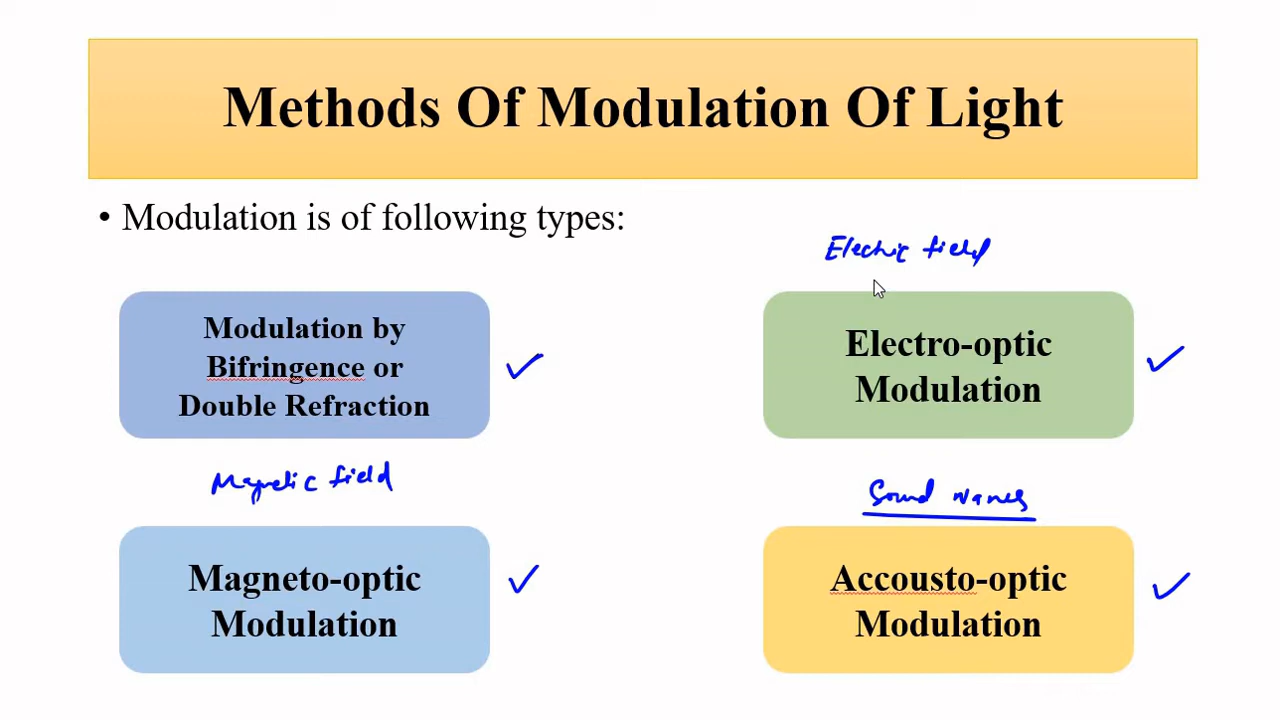 Methods Of Modulation Of Light
• Modulation is of following types:
Electric field
Modulation by
Bifringence or
Double Refraction
Electro-optic
Modulation
Magnetic field
Sound waves
Magneto-optic
Modulation
Accousto-optic
Modulation